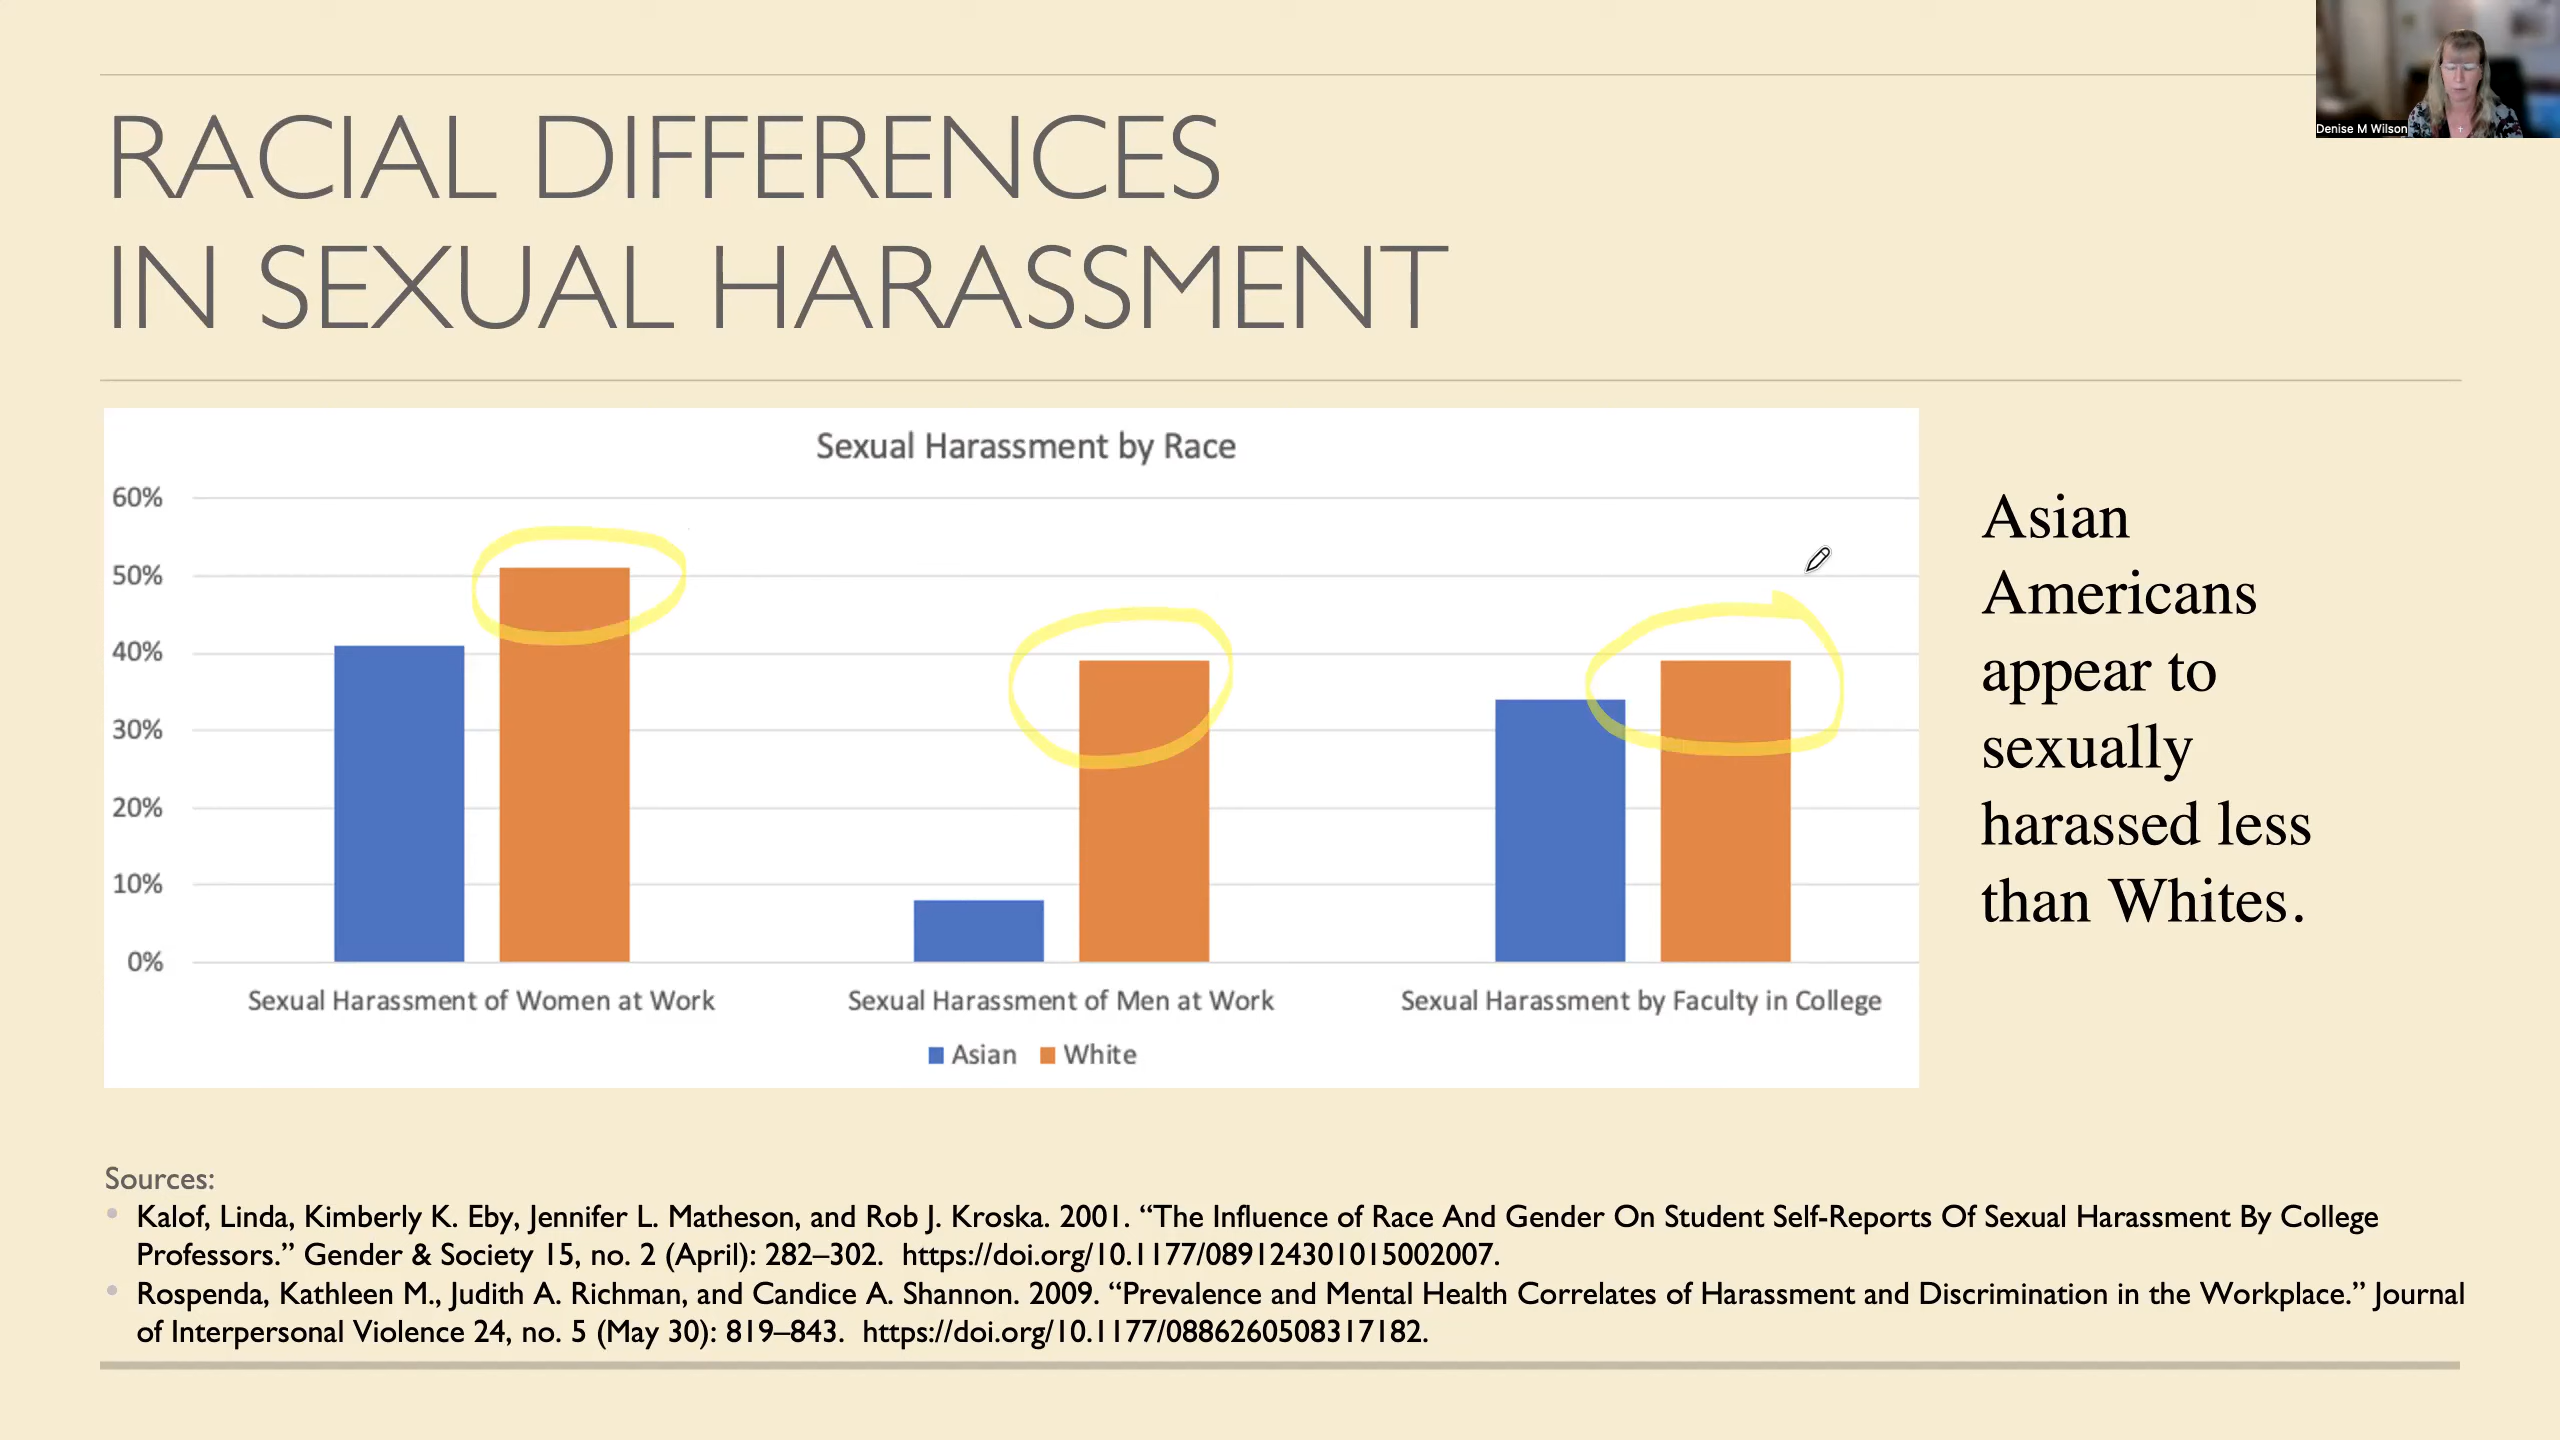 Denise M Wilson
RACIAL DIFFERENCES
IN SEXUAL HARASSMENT
Sexual Harassment by Race
60%
50%
40%
30%
20%
10%
0%
Sexual Harassment of Women at Work
Sexual Harassment of Men at Work
Sexual Harassment by Faculty in College
Asian
White
Asian
Americans
appear to
sexually
harassed less
than Whites.
Sources:
• Kalof, Linda, Kimberly K. Eby, Jennifer L. Matheson, and Rob J. Kroska. 2001. “The Influence of Race And Gender On Student Self-Reports Of Sexual Harassment By College
Professors.” Gender & Society 15, no. 2 (April): 282–302. https://doi.org/10.1177/089124301015002007.
• Rospenda, Kathleen M., Judith A. Richman, and Candice A. Shannon. 2009. “Prevalence and Mental Health Correlates of Harassment and Discrimination in the Workplace.” Journal
of Interpersonal Violence 24, no. 5 (May 30): 819–843. https://doi.org/10.1177/0886260508317182.